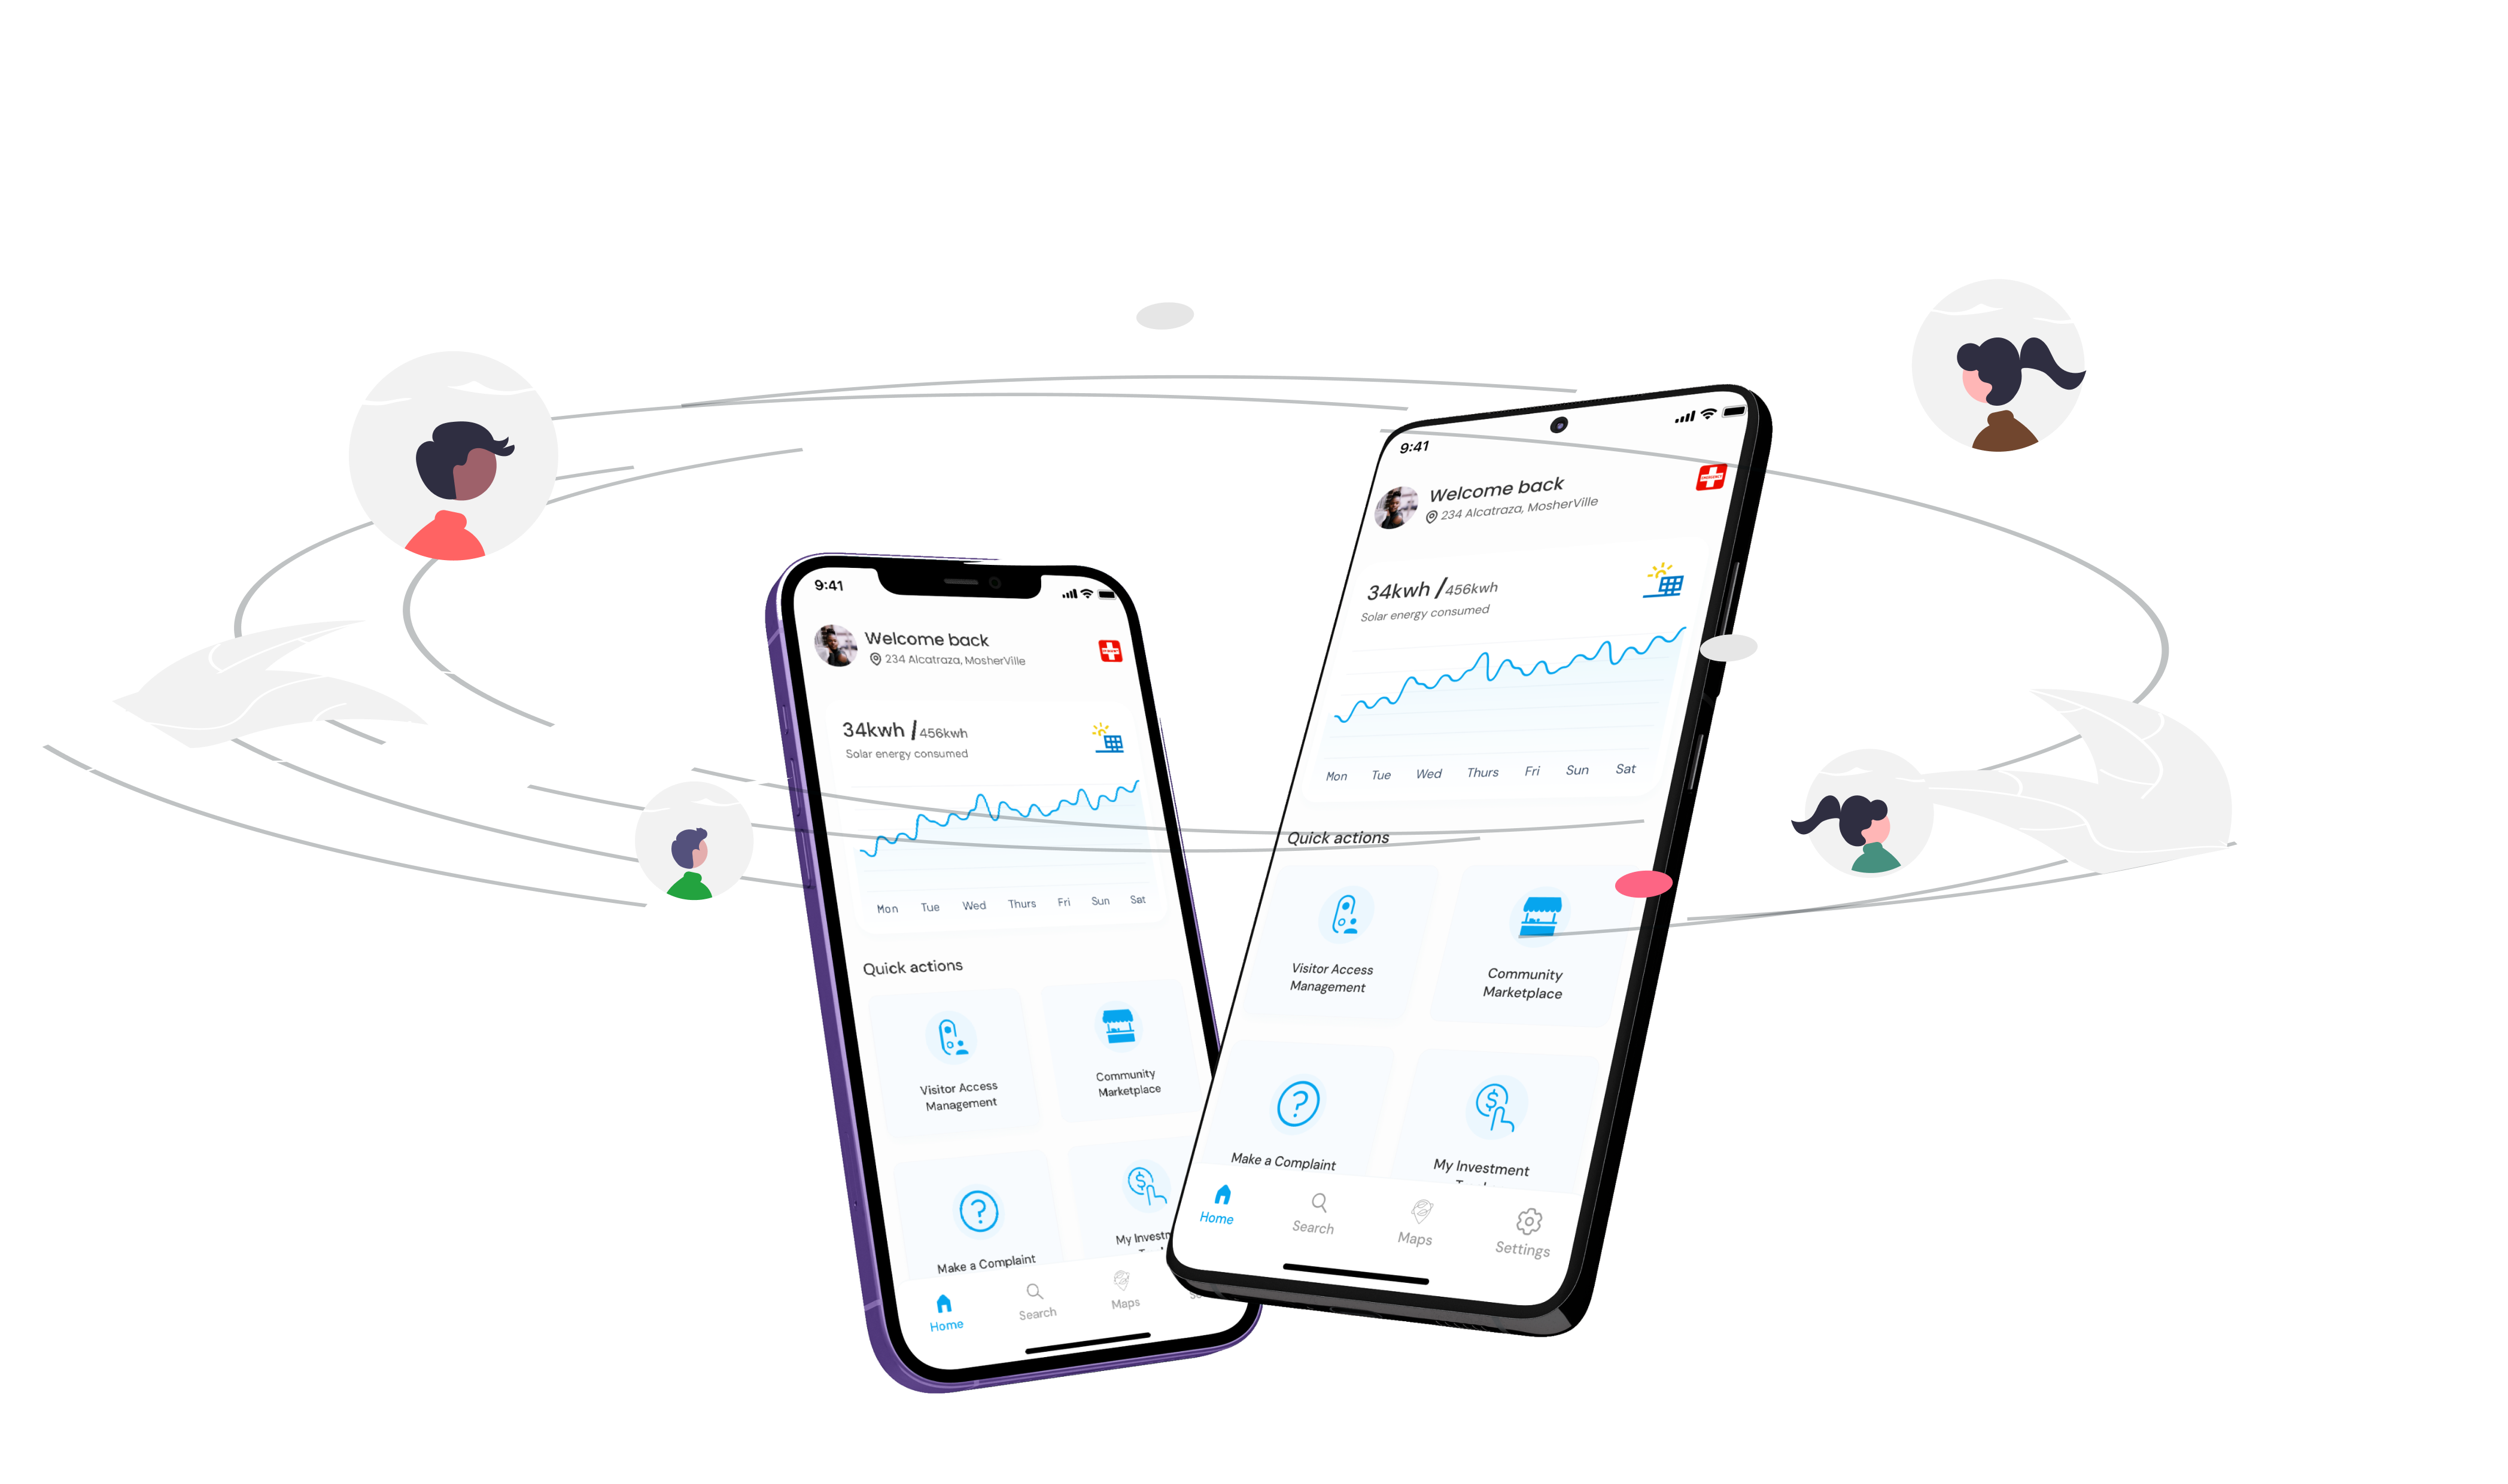 9:41
Welcome back
234 Alcatraza, MosherVille
34kwh /456kwh
Solar energy consumed
Mon Tue Wed Thurs Fri Sun Sat
Quick actions
Visitor Access
Management
Community
Marketplace
Make a Complaint
My Investm
Home
Search
Maps
9:41
Welcome back
234 Alcatraza, MosherVille
34kwh /456kwh
Solar energy consumed
Mon Tue Wed Thurs Fri Sun Sat
Quick actions
Visitor Access
Management
Community
Marketplace
Make a Complaint
My Investment
Home
Search
Maps
Settings